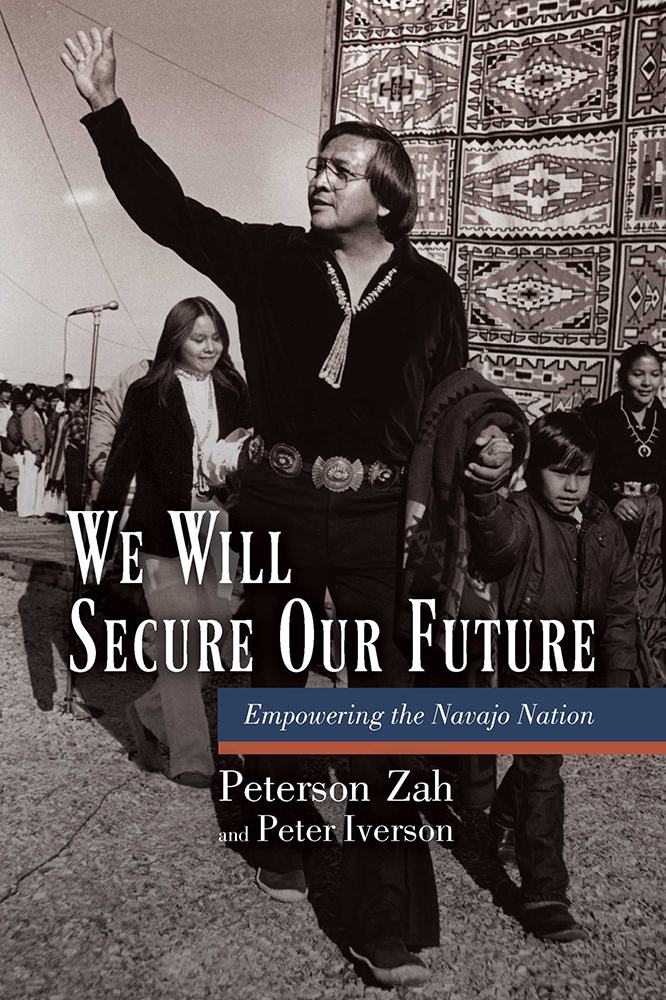 We Will
Secure Our Future
Empowering the Navajo Nation
Peterson Zah
and Peter Iverson